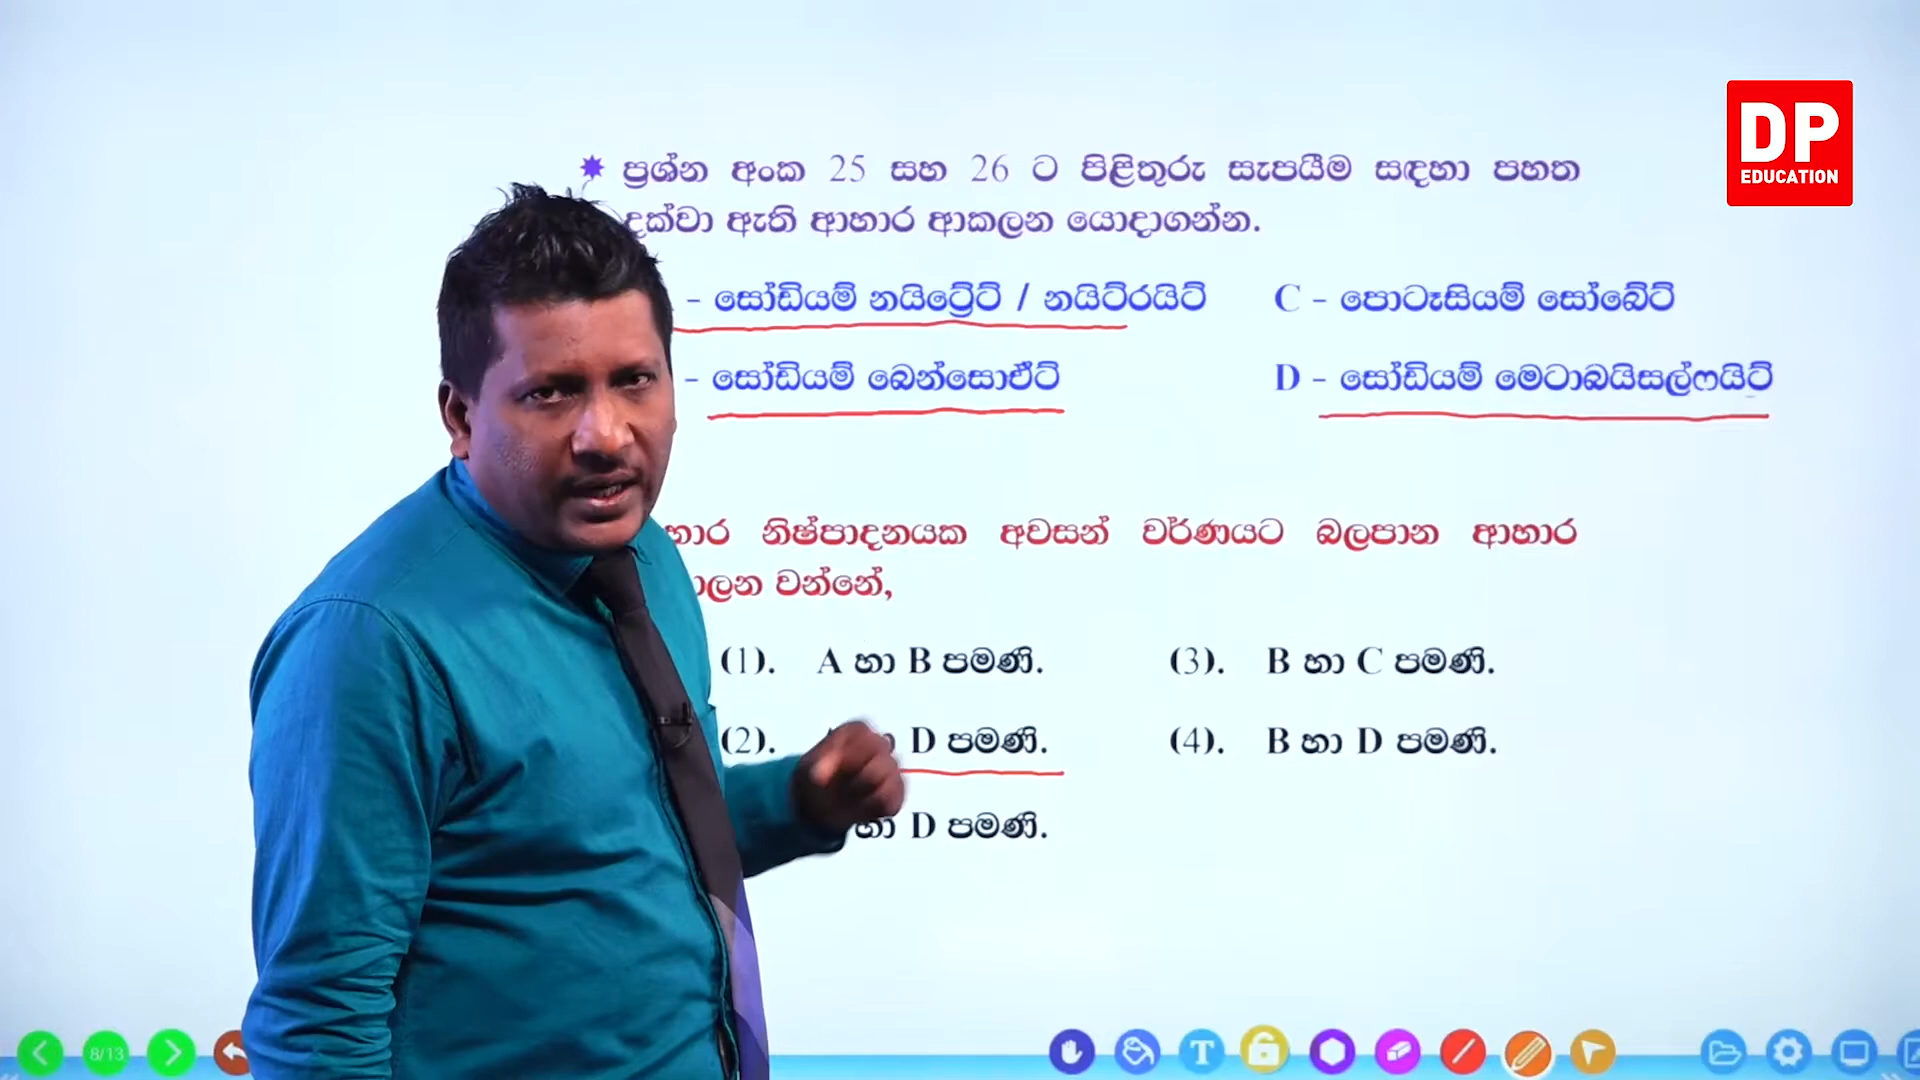 DP
EDUCATION
ප්‍රශ්න අංක 25 සහ 26 ට පිළිතුරු සැපයීම සඳහා පහත
දක්වා ඇති ආහාර ආකලන යොදාගන්න.
- සෝඩියම් නයිට්‍රේට් / නයිට්රයිට් C - පොටෑසියම් සෝබේට්
- සෝඩියම් බෙන්සොඒට් D - සෝඩියම් මෙටාබයිසල්ෆයිට්
නිෂ්පාදනයක අවසන් වර්ණයට බලපාන ආහාර
වන්නේ,
(1). A හා B පමණි. (3). B හා C පමණි.
(2). D පමණි. (4). B හා D පමණි.
හා D පමණි.
8/13
T